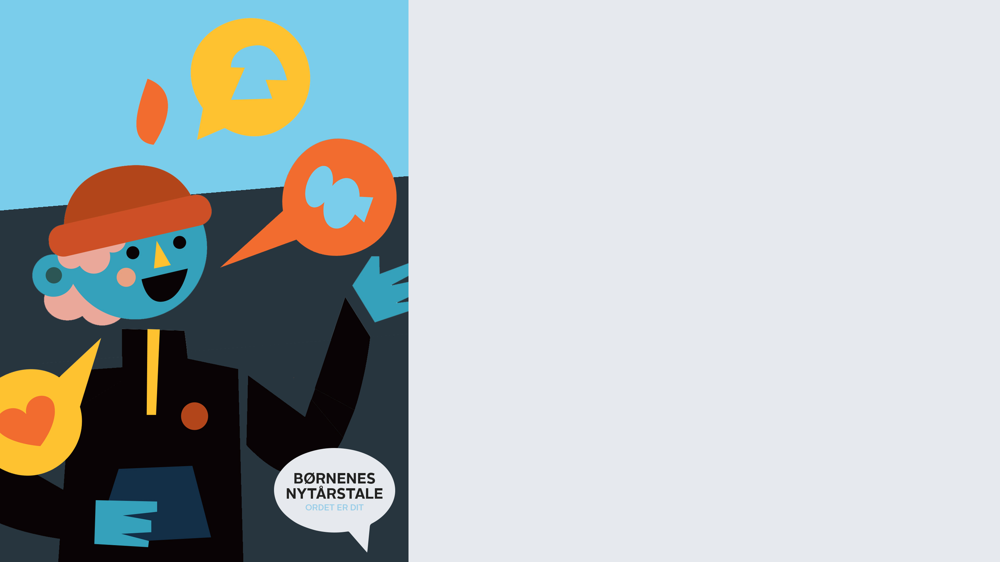 BØRNENES
NYTÅRSTALE
ORDET ER DIT